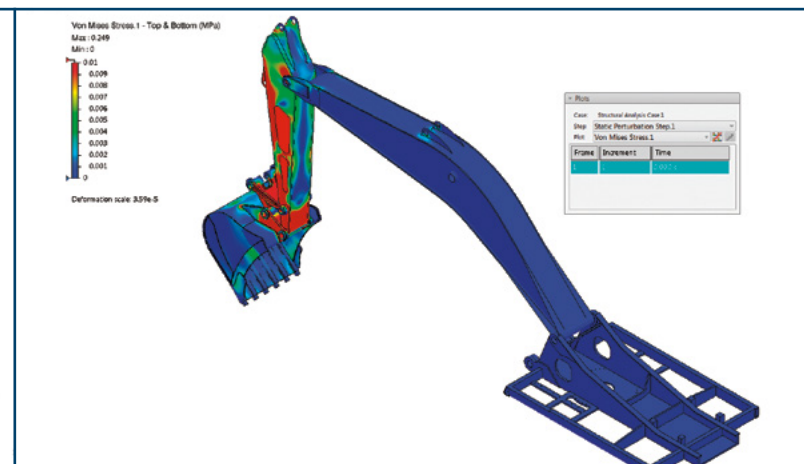 Von Mises Stress.1 - Top & Bottom (MPa)
Max : 0.249
Min : 0
0.01
0.009
0.008
0.007
0.006
0.005
0.004
0.003
0.002
0.001
0
Deformation scale: 3.59e-5
Plots
Case: Structural Analysis Case.1
Step Static Perturbation Step.1
Plot: Von Mises Stress.1
Frame Increment Time